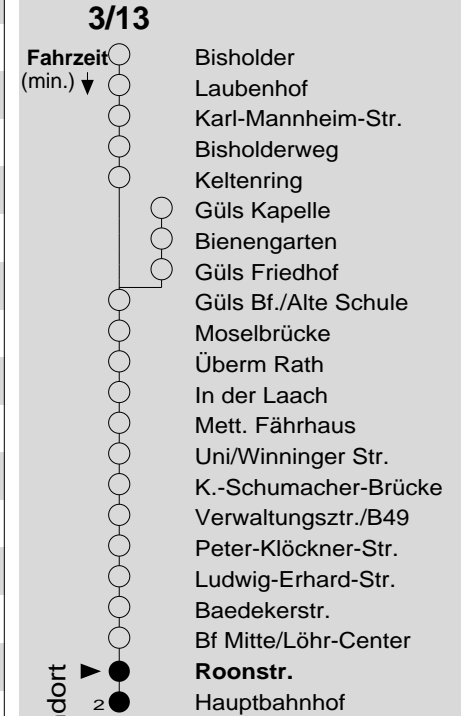 3/13
Fahrzeit Bisholder
(min.) Laubenhof
Karl-Mannheim-Str.
Bisholderweg
Keltenring
Güls Kapelle
Bienengarten
Güls Friedhof
Güls Bf./Alte Schule
Moselbrücke
Überm Rath
In der Laach
Mett. Fährhaus
Uni/Winninger Str.
K.-Schumacher-Brücke
Verwaltungsztr./B49
Peter-Klöckner-Str.
Ludwig-Erhard-Str.
Baedekerstr.
Bf Mitte/Löhr-Center
Roonstr.
2 Hauptbahnhof